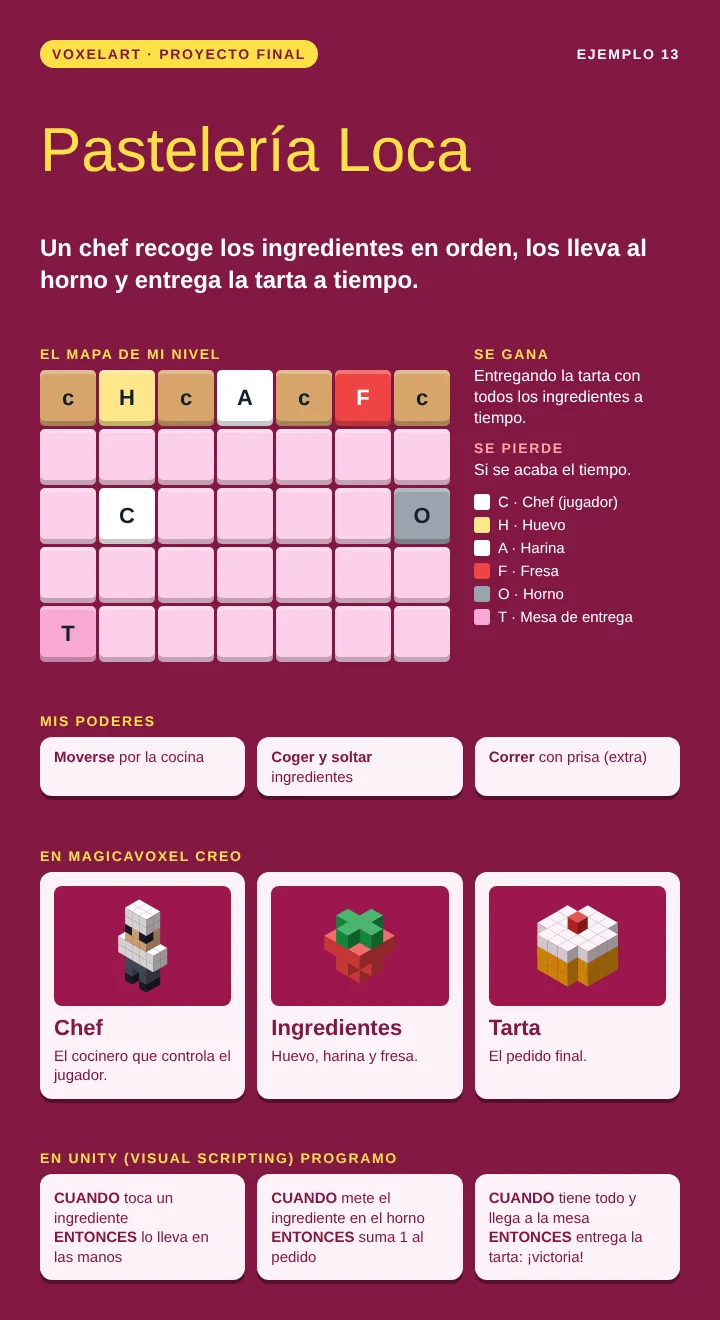 VOXELART · PROYECTO FINAL
EJEMPLO 13
Pastelería Loca
Un chef recoge los ingredientes en orden, los lleva al
horno y entrega la tarta a tiempo.
EL MAPA DE MI NIVEL
c H c A c F c
C O
T
SE GANA
Entregando la tarta con
todos los ingredientes a
tiempo.
SE PIERDE
Si se acaba el tiempo.
C · Chef (jugador)
H · Huevo
A · Harina
F · Fresa
O · Horno
T · Mesa de entrega
MIS PODERES
Moverse por la cocina
Coger y soltar
ingredientes
Correr con prisa (extra)
EN MAGICAVOXEL CREO
Chef
El cocinero que controla el
jugador.
Ingredientes
Huevo, harina y fresa.
Tarta
El pedido final.
EN UNITY (VISUAL SCRIPTING) PROGRAMO
CUANDO toca un
ingrediente
ENTONCES lo lleva en
las manos
CUANDO mete el
ingrediente en el horno
ENTONCES suma 1 al
pedido
CUANDO tiene todo y
llega a la mesa
ENTONCES entrega la
tarta: ¡victoria!